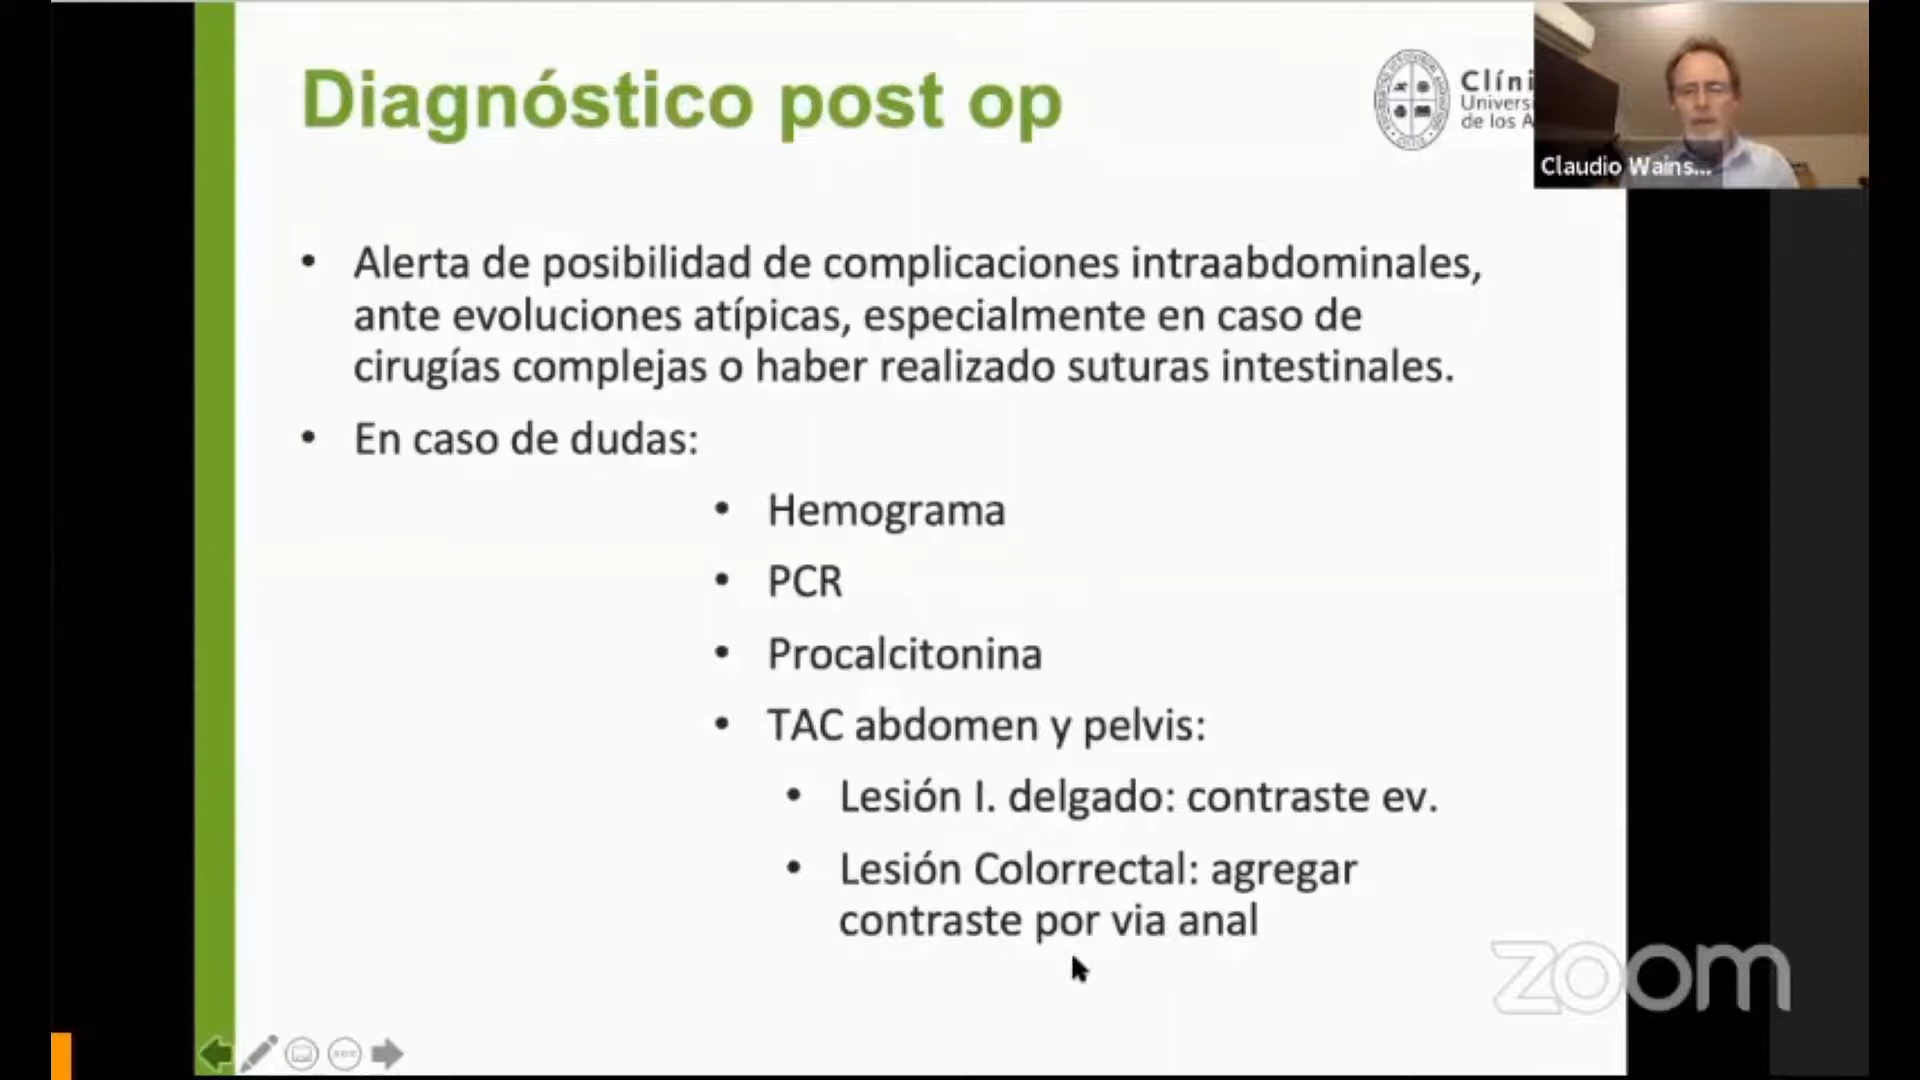 Diagnóstico post op
Clíni
Univers
de los A
Claudio Wains...
• Alerta de posibilidad de complicaciones intraabdominales,
ante evoluciones atípicas, especialmente en caso de
cirugías complejas o haber realizado suturas intestinales.
• En caso de dudas:
• Hemograma
• PCR
• Procalcitonina
• TAC abdomen y pelvis:
• Lesión I. delgado: contraste ev.
• Lesión Colorrectal: agregar
contraste por via anal
zoom